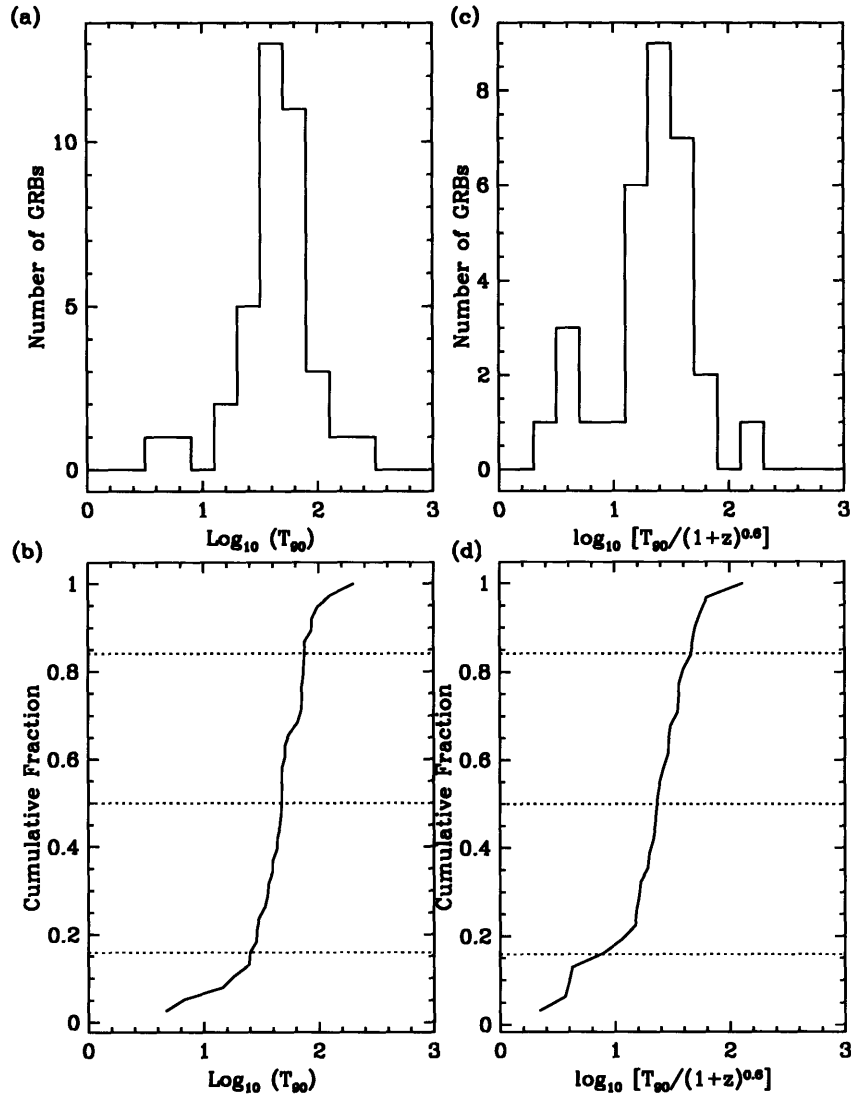 (a)
Number of GRBs
10
5
0
0 1 2 3
Log₁₀ (T₉₀)
(c)
Number of GRBs
8
6
4
2
0
0 1 2 3
log₁₀ [T₉₀/(1+z)⁰·⁶]
(b)
Cumulative Fraction
1
0.8
0.6
0.4
0.2
0
0 1 2 3
Log₁₀ (T₉₀)
(d)
Cumulative Fraction
1
0.8
0.6
0.4
0.2
0
0 1 2 3
log₁₀ [T₉₀/(1+z)⁰·⁶]